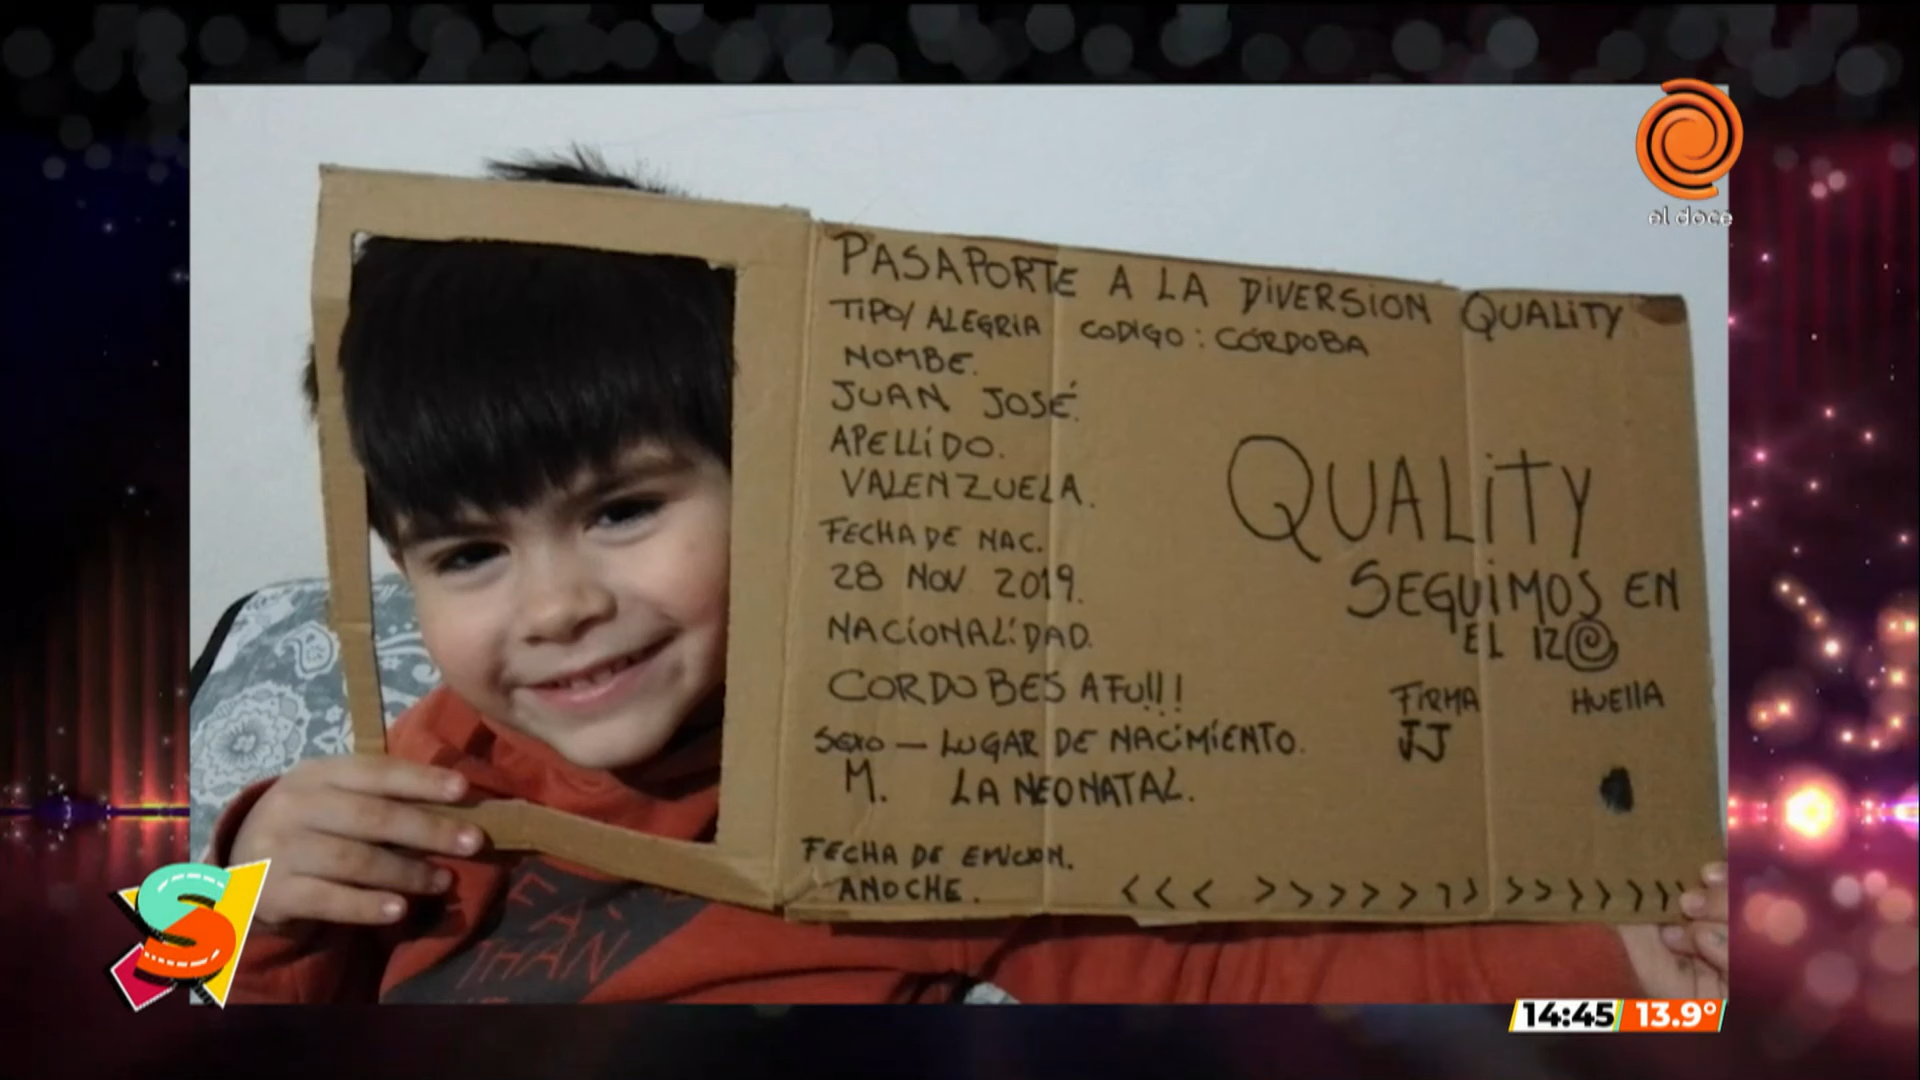 el doce
PASAPORTE A LA DIVERSION QUALITY
TIPO/ ALEGRIA CODIGO : CÓRDOBA
NOMBE.
JUAN JOSÉ.
APELLIDO.
VALENZUELA.
FECHA DE NAC.
28 NOV 2019.
NACIONALIDAD.
CORDOBES A FU!!!
SEXO — LUGAR DE NACIMIENTO.
M. LA NEONATAL.
FECHA DE EMICION.
ANOCHE.
<<< >>>>>>> >>>>>>
QUALITY
SEGUIMOS EN
EL 12
FIRMA HUELLA
JJ
S
14:45 13.9°